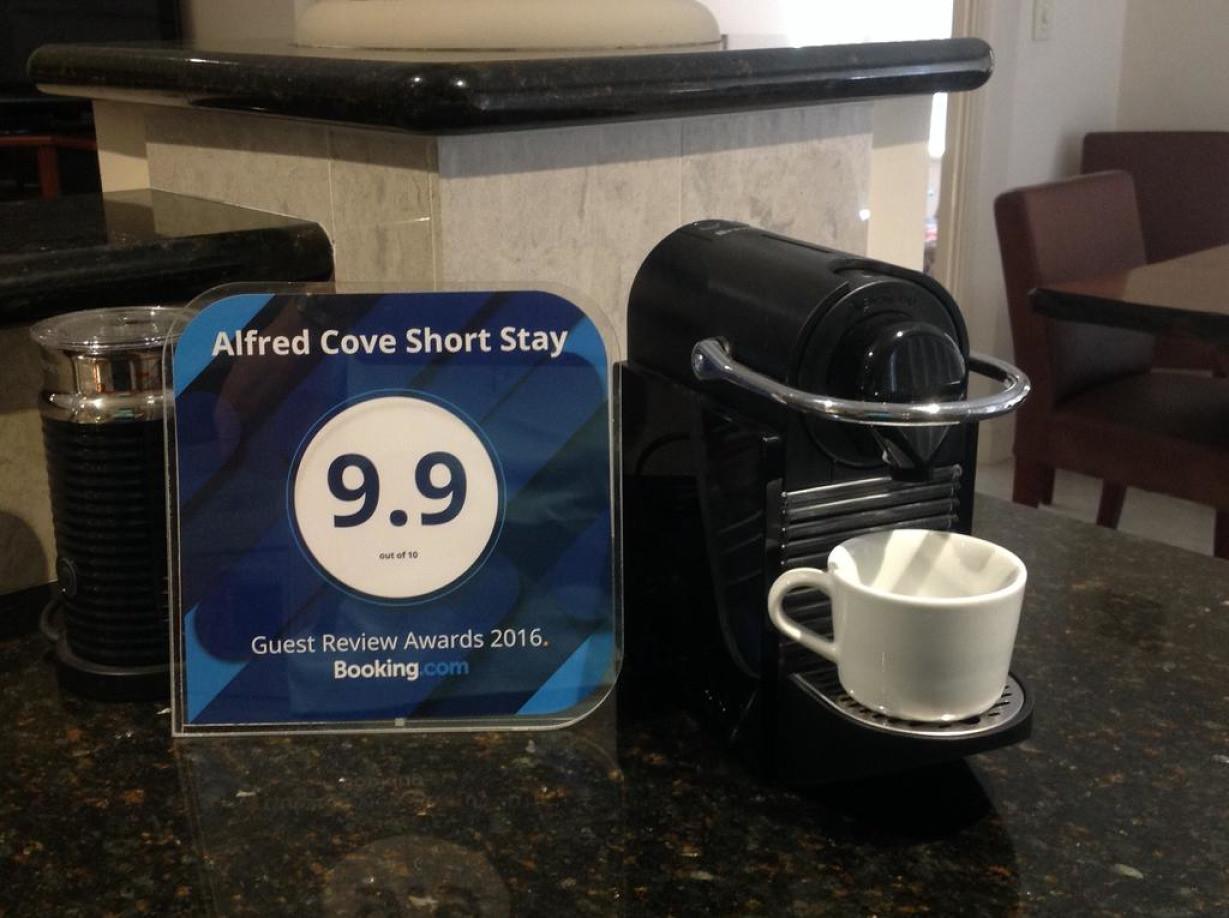 Alfred Cove Short Stay
9.9
out of 10
Guest Review Awards 2016.
Booking.com